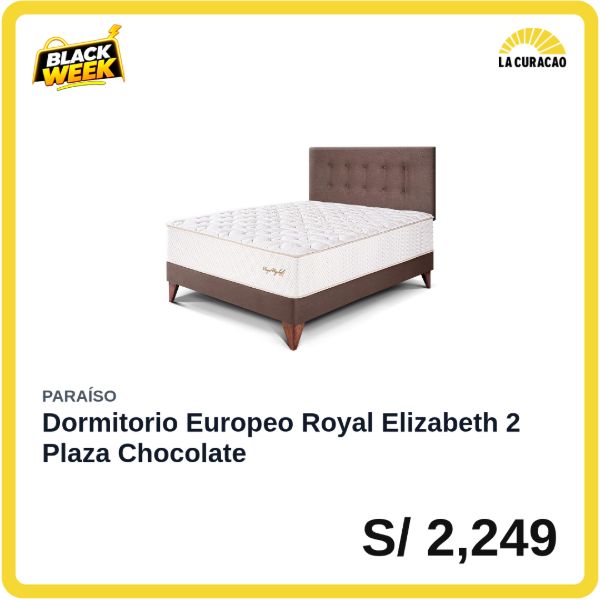 BLACK
WEEK
LA CURACAO
PARAÍSO
Dormitorio Europeo Royal Elizabeth 2
Plaza Chocolate
S/ 2,249